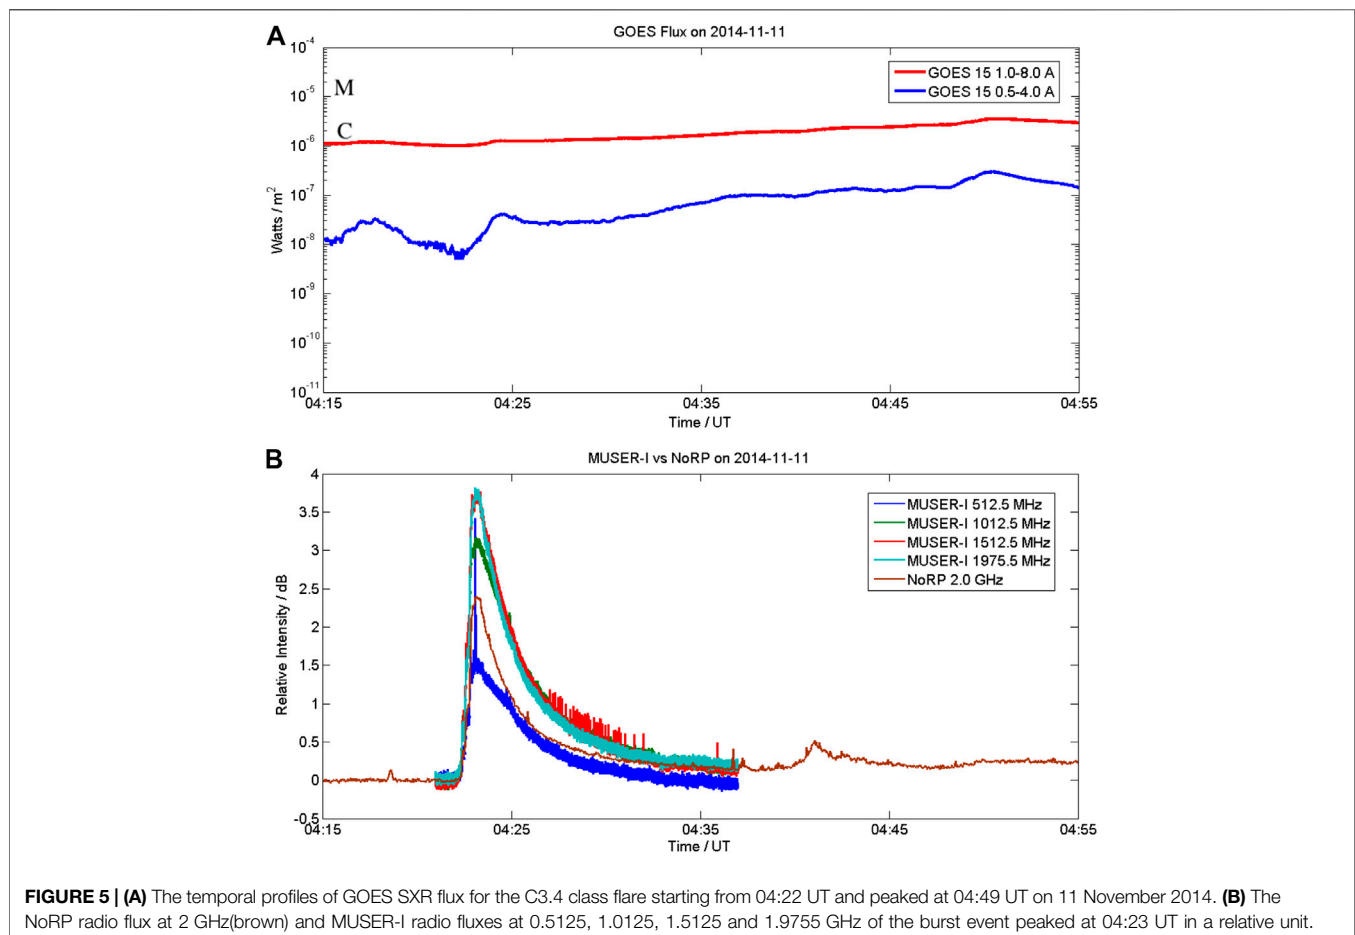 A
GOES Flux on 2014-11-11
10-4
10-5
10-6
10-7
10-8
10-9
10-10
10-11
Watts / m2
M
C
GOES 15 1.0-8.0 A
GOES 15 0.5-4.0 A
04:15 04:25 04:35 04:45 04:55
Time / UT
B
MUSER-I vs NoRP on 2014-11-11
4
3.5
3
2.5
2
1.5
1
0.5
0
-0.5
Relative Intensity / dB
MUSER-I 512.5 MHz
MUSER-I 1012.5 MHz
MUSER-I 1512.5 MHz
MUSER-I 1975.5 MHz
NoRP 2.0 GHz
04:15 04:25 04:35 04:45 04:55
Time / UT
FIGURE 5 | (A) The temporal profiles of GOES SXR flux for the C3.4 class flare starting from 04:22 UT and peaked at 04:49 UT on 11 November 2014. (B) The
NoRP radio flux at 2 GHz(brown) and MUSER-I radio fluxes at 0.5125, 1.0125, 1.5125 and 1.9755 GHz of the burst event peaked at 04:23 UT in a relative unit.